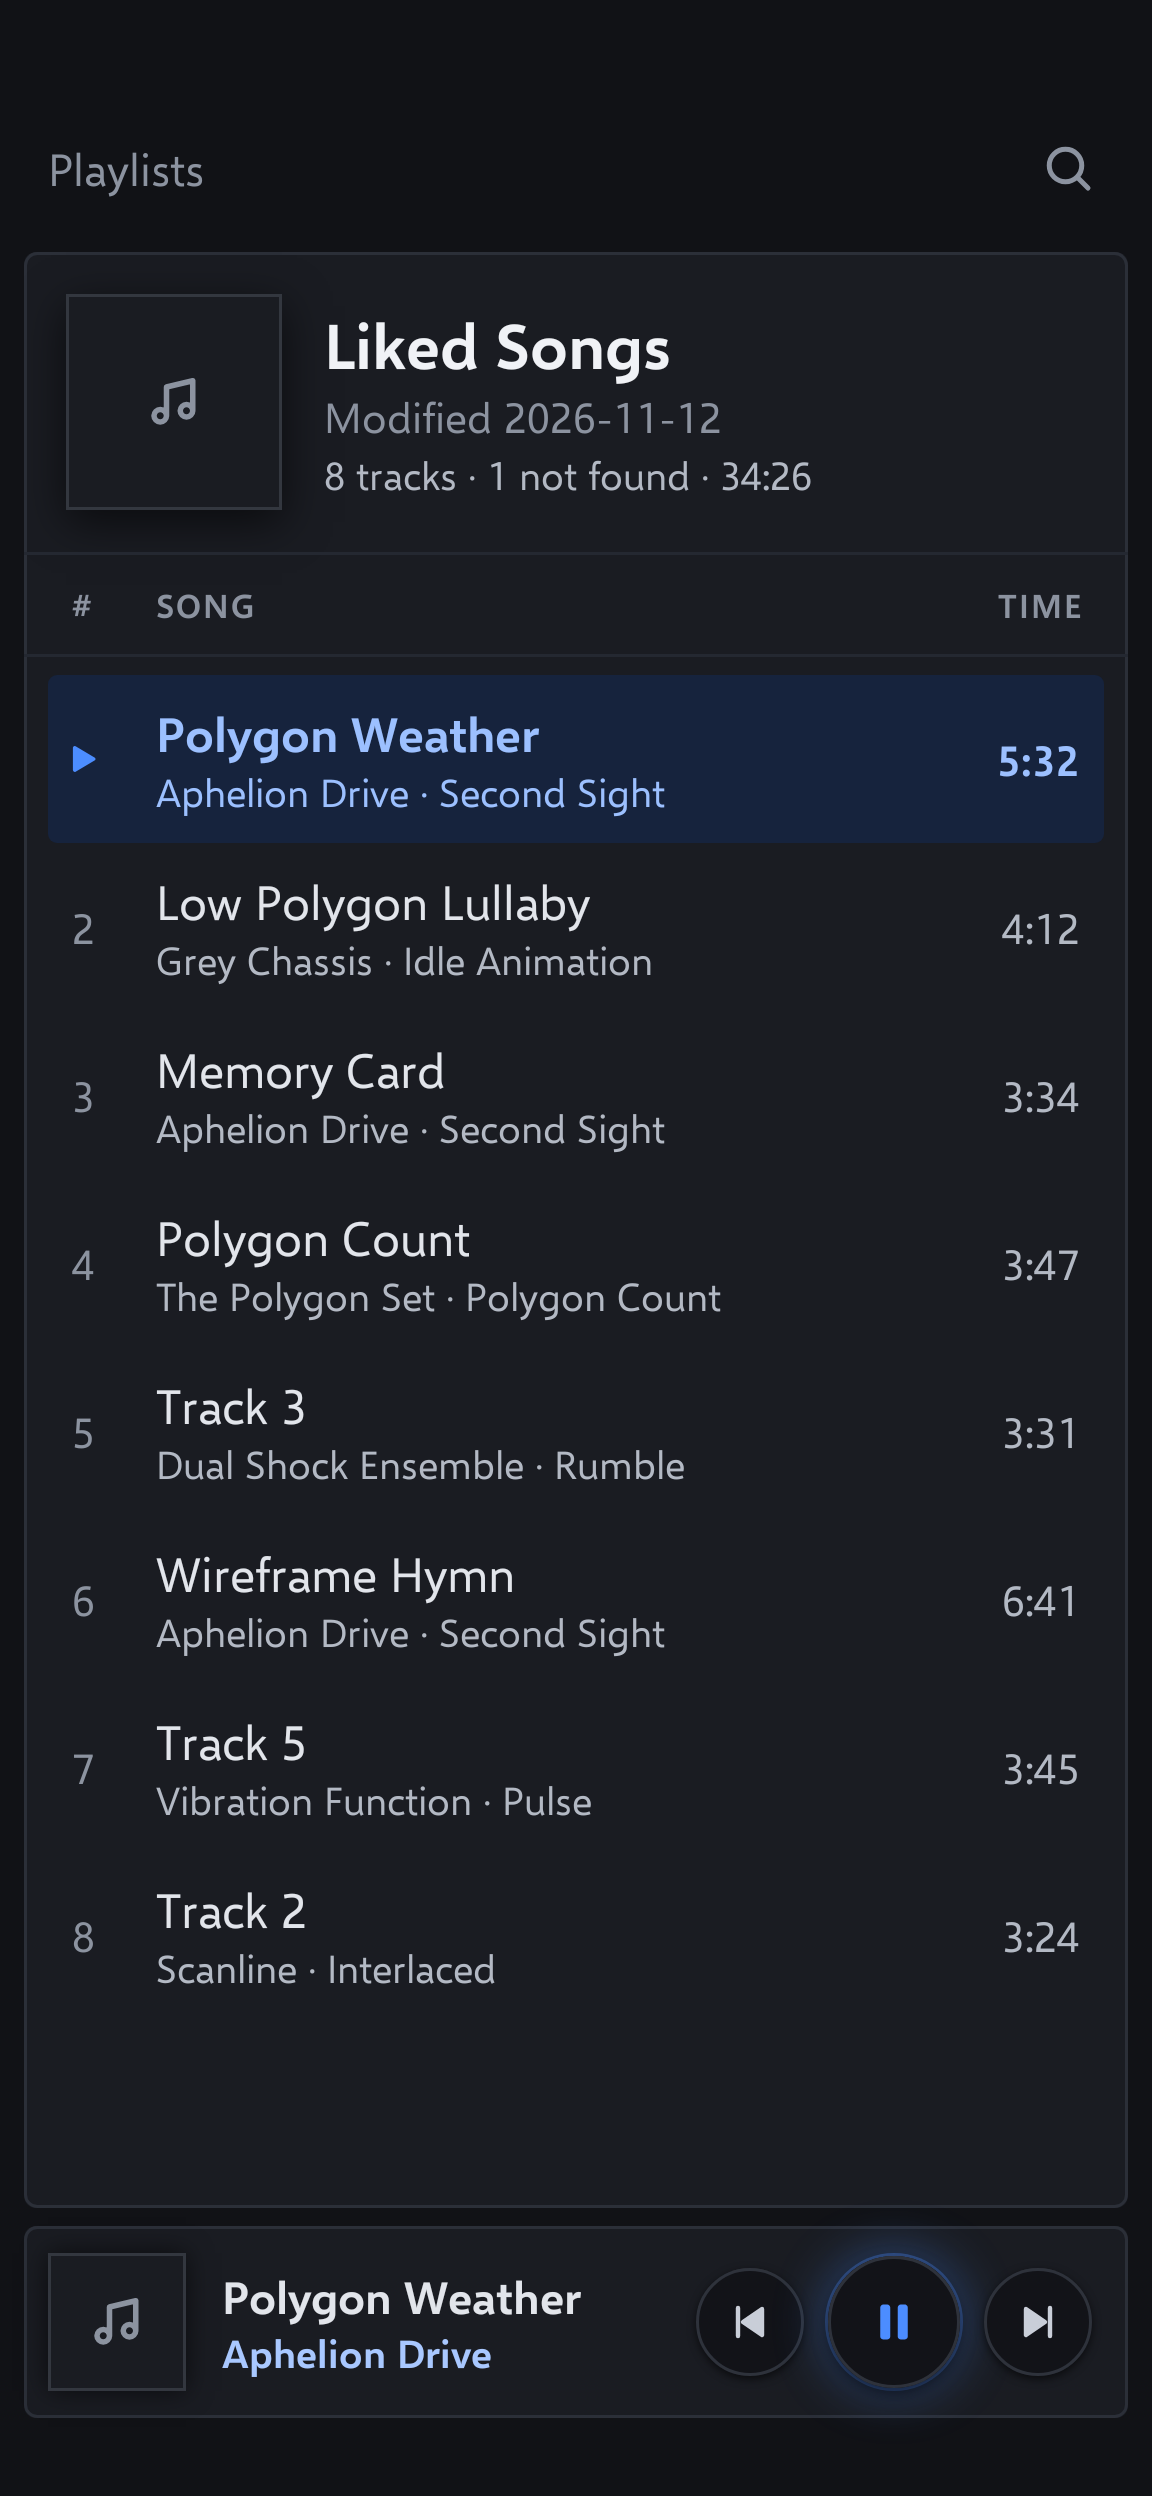 Playlists
Liked Songs
Modified 2026-11-12
8 tracks · 1 not found · 34:26
# SONG TIME
Polygon Weather
Aphelion Drive · Second Sight
5:32
2
Low Polygon Lullaby
Grey Chassis · Idle Animation
4:12
3
Memory Card
Aphelion Drive · Second Sight
3:34
4
Polygon Count
The Polygon Set · Polygon Count
3:47
5
Track 3
Dual Shock Ensemble · Rumble
3:31
6
Wireframe Hymn
Aphelion Drive · Second Sight
6:41
7
Track 5
Vibration Function · Pulse
3:45
8
Track 2
Scanline · Interlaced
3:24
Polygon Weather
Aphelion Drive